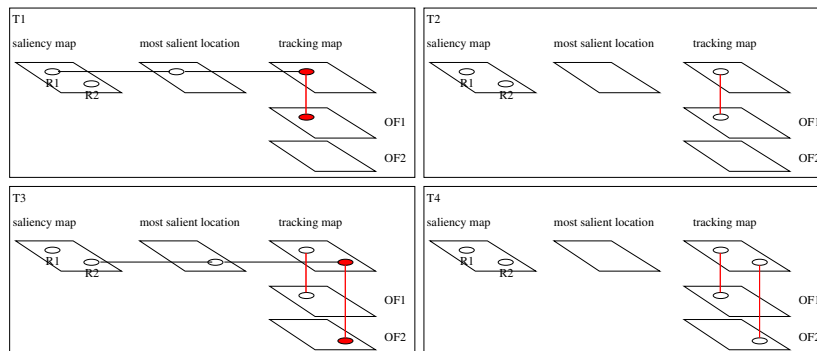 T1
saliency map most salient location tracking map
R1
R2
OF1
OF2
T2
saliency map most salient location tracking map
R1
R2
OF1
OF2
T3
saliency map most salient location tracking map
R1
R2
OF1
OF2
T4
saliency map most salient location tracking map
R1
R2
OF1
OF2